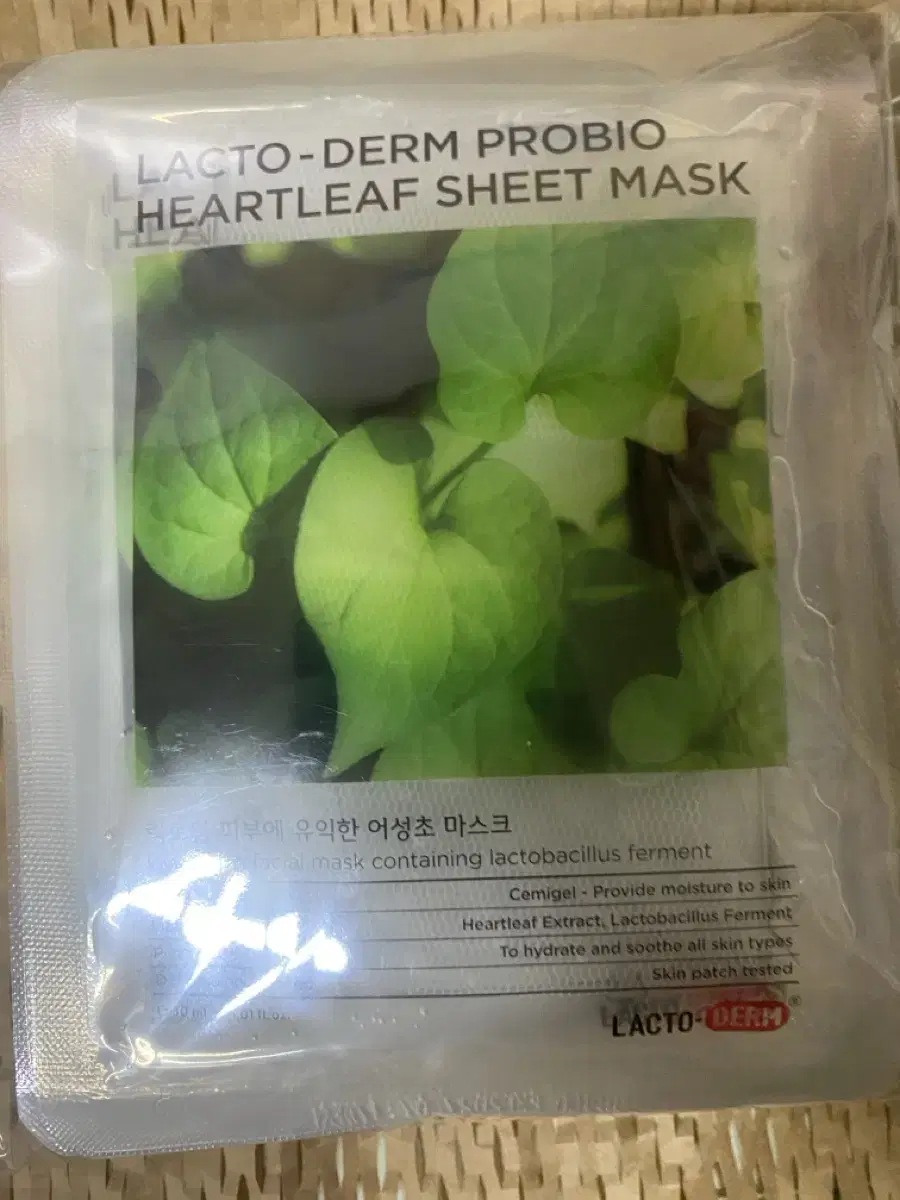 LACTO-DERM PROBIO
HEARTLEAF SHEET MASK
피부에 유익한 어성초 마스크
facial mask containing lactobacillus ferment
Cemigel - Provide moisture to skin
Heartleaf Extract, Lactobacillus Ferment
To hydrate and soothe all skin types
Skin patch tested
LACTO-DERM®